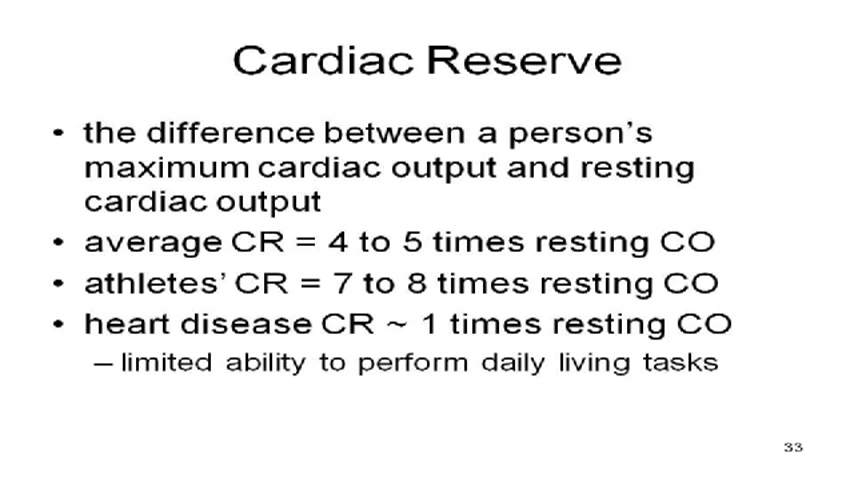 Cardiac Reserve
• the difference between a person's
maximum cardiac output and resting
cardiac output
• average CR = 4 to 5 times resting CO
• athletes' CR = 7 to 8 times resting CO
• heart disease CR ~ 1 times resting CO
– limited ability to perform daily living tasks
33